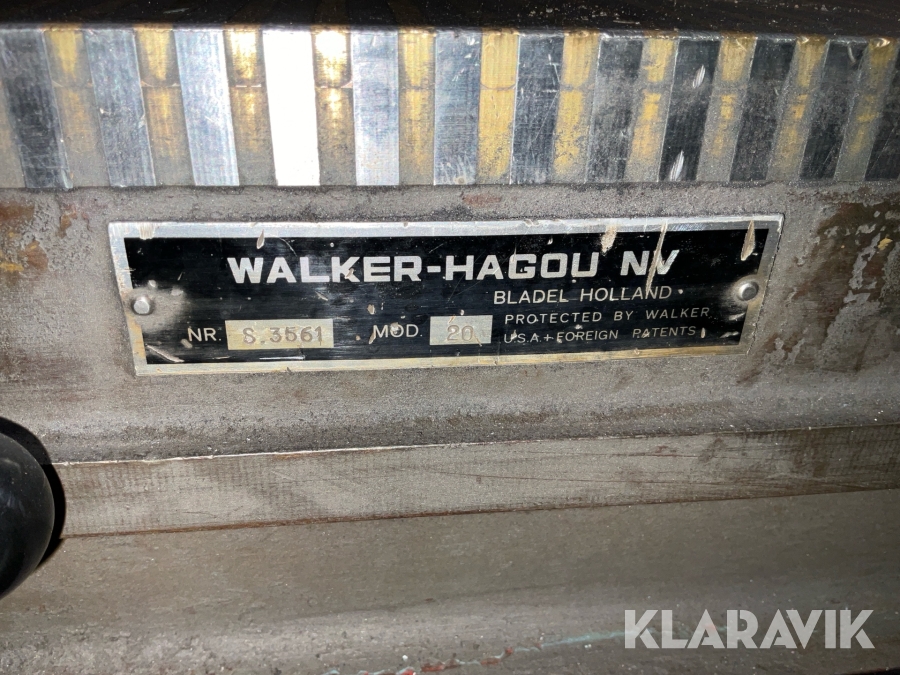 WALKER-HAGOU NV
BLADEL HOLLAND
NR. S.3561 MOD. 20 PROTECTED BY WALKER
U.S.A + FOREIGN PATENTS
KLARAVIK